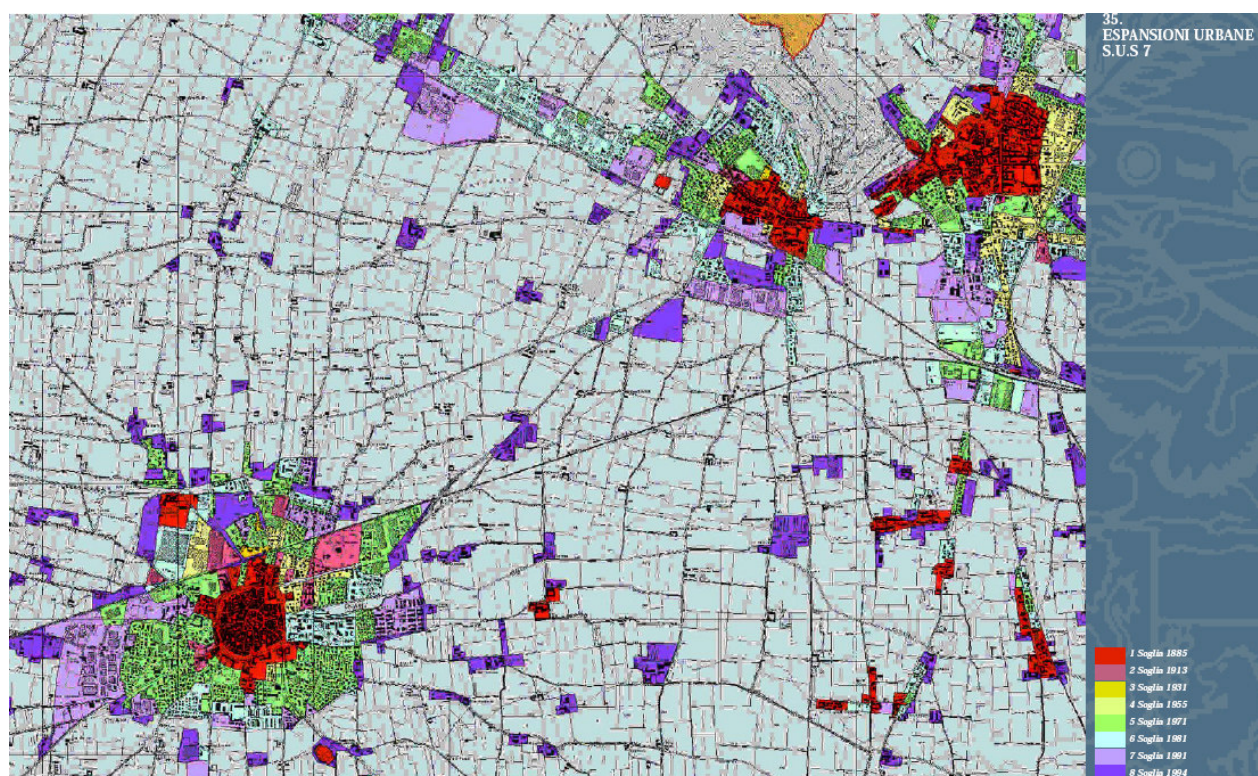 35.
ESPANSIONI URBANE
S.U.S 7
1 Soglia 1885
2 Soglia 1913
3 Soglia 1931
4 Soglia 1955
5 Soglia 1971
6 Soglia 1981
7 Soglia 1991
8 Soglia 1994